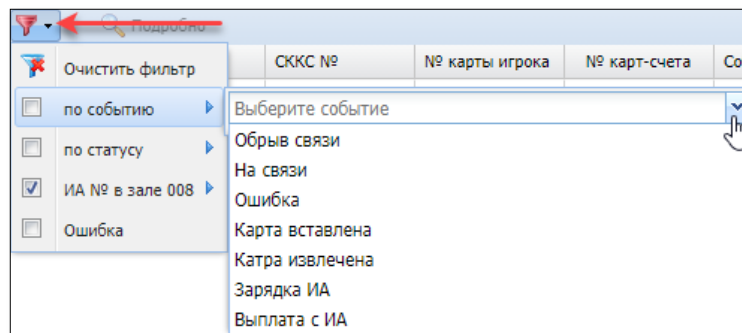 Подробно
СККС № № карты игрока № карт-счета Со
Очистить фильтр
по событию
Выберите событие
по статусу
ИА № в зале 008
Ошибка
Обрыв связи
На связи
Ошибка
Карта вставлена
Катра извлечена
Зарядка ИА
Выплата с ИА